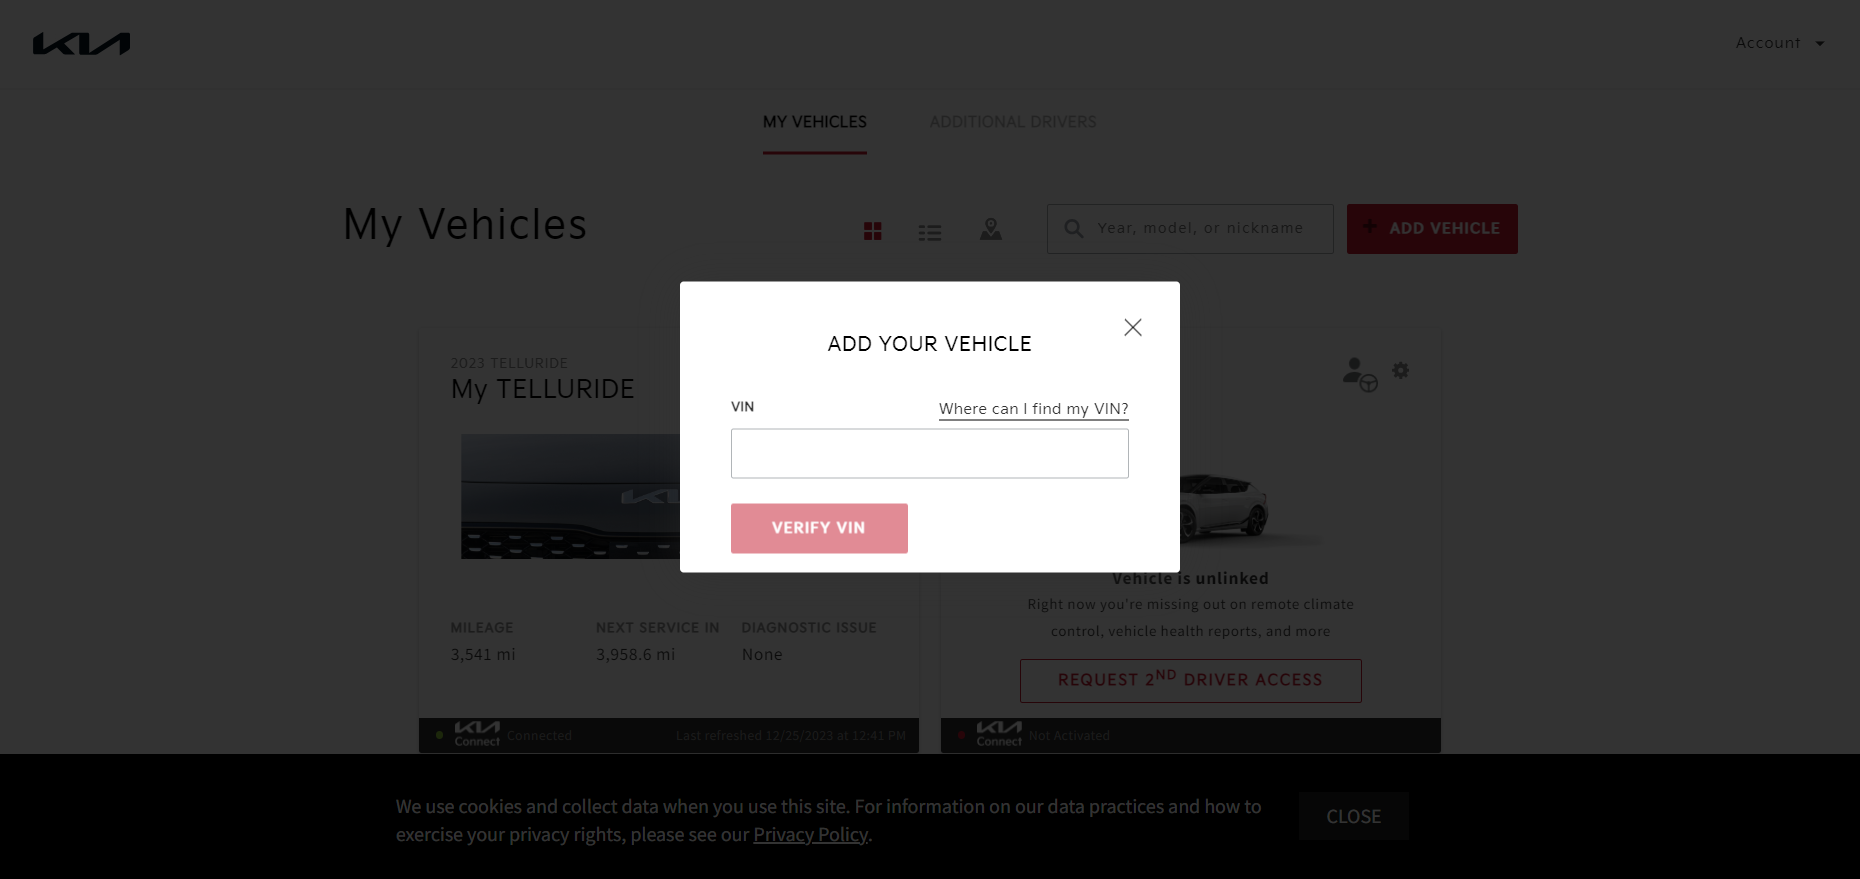 KIA
Account
MY VEHICLES
ADDITIONAL DRIVERS
My Vehicles
Year, model, or nickname
+ ADD VEHICLE
ADD YOUR VEHICLE
VIN
Where can I find my VIN?
VERIFY VIN
2023 TELLURIDE
My TELLURIDE
KIA
MILEAGE
NEXT SERVICE IN
DIAGNOSTIC ISSUE
3,541 mi
3,958.6 mi
None
KIA
Connect
Connected
Last refreshed 12/25/2023 at 12:41 PM
Vehicle is unlinked
Right now you're missing out on remote climate
control, vehicle health reports, and more
REQUEST 2ND DRIVER ACCESS
KIA
Connect
Not Activated
We use cookies and collect data when you use this site. For information on our data practices and how to
exercise your privacy rights, please see our Privacy Policy.
CLOSE